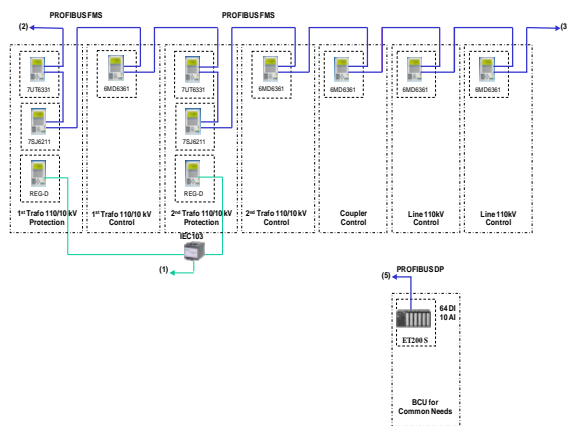 PROFIBUS FMS PROFIBUS FMS
(2) (3
7UT6331 6MD6361 7UT6331 6MD6361 6MD6361 6MD6361 6MD6361
7SJ6211 7SJ6211
REG-D REG-D
1st Trafo 110/10 kV Protection
1st Trafo 110/10 kV Control
2nd Trafo 110/10 kV Protection
2nd Trafo 110/10 kV Control
Coupler Control
Line 110kV Control
Line 110kV Control
IEC103
(1)
PROFIBUS DP
(5)
64 DI
10 AI
ET200 S
BCU for
Common Needs